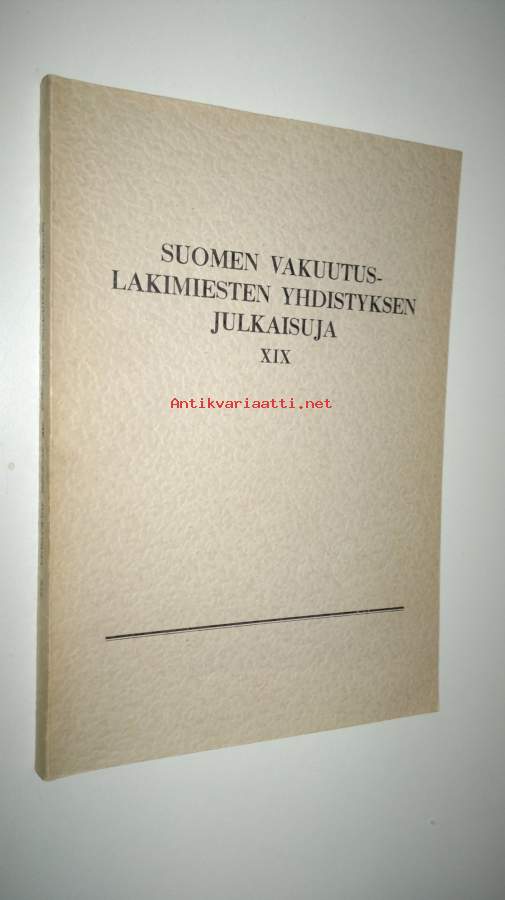 SUOMEN VAKUUTUS-
LAKIMIESTEN YHDISTYKSEN
JULKAISUJA
XIX
Antikvariaatti.net